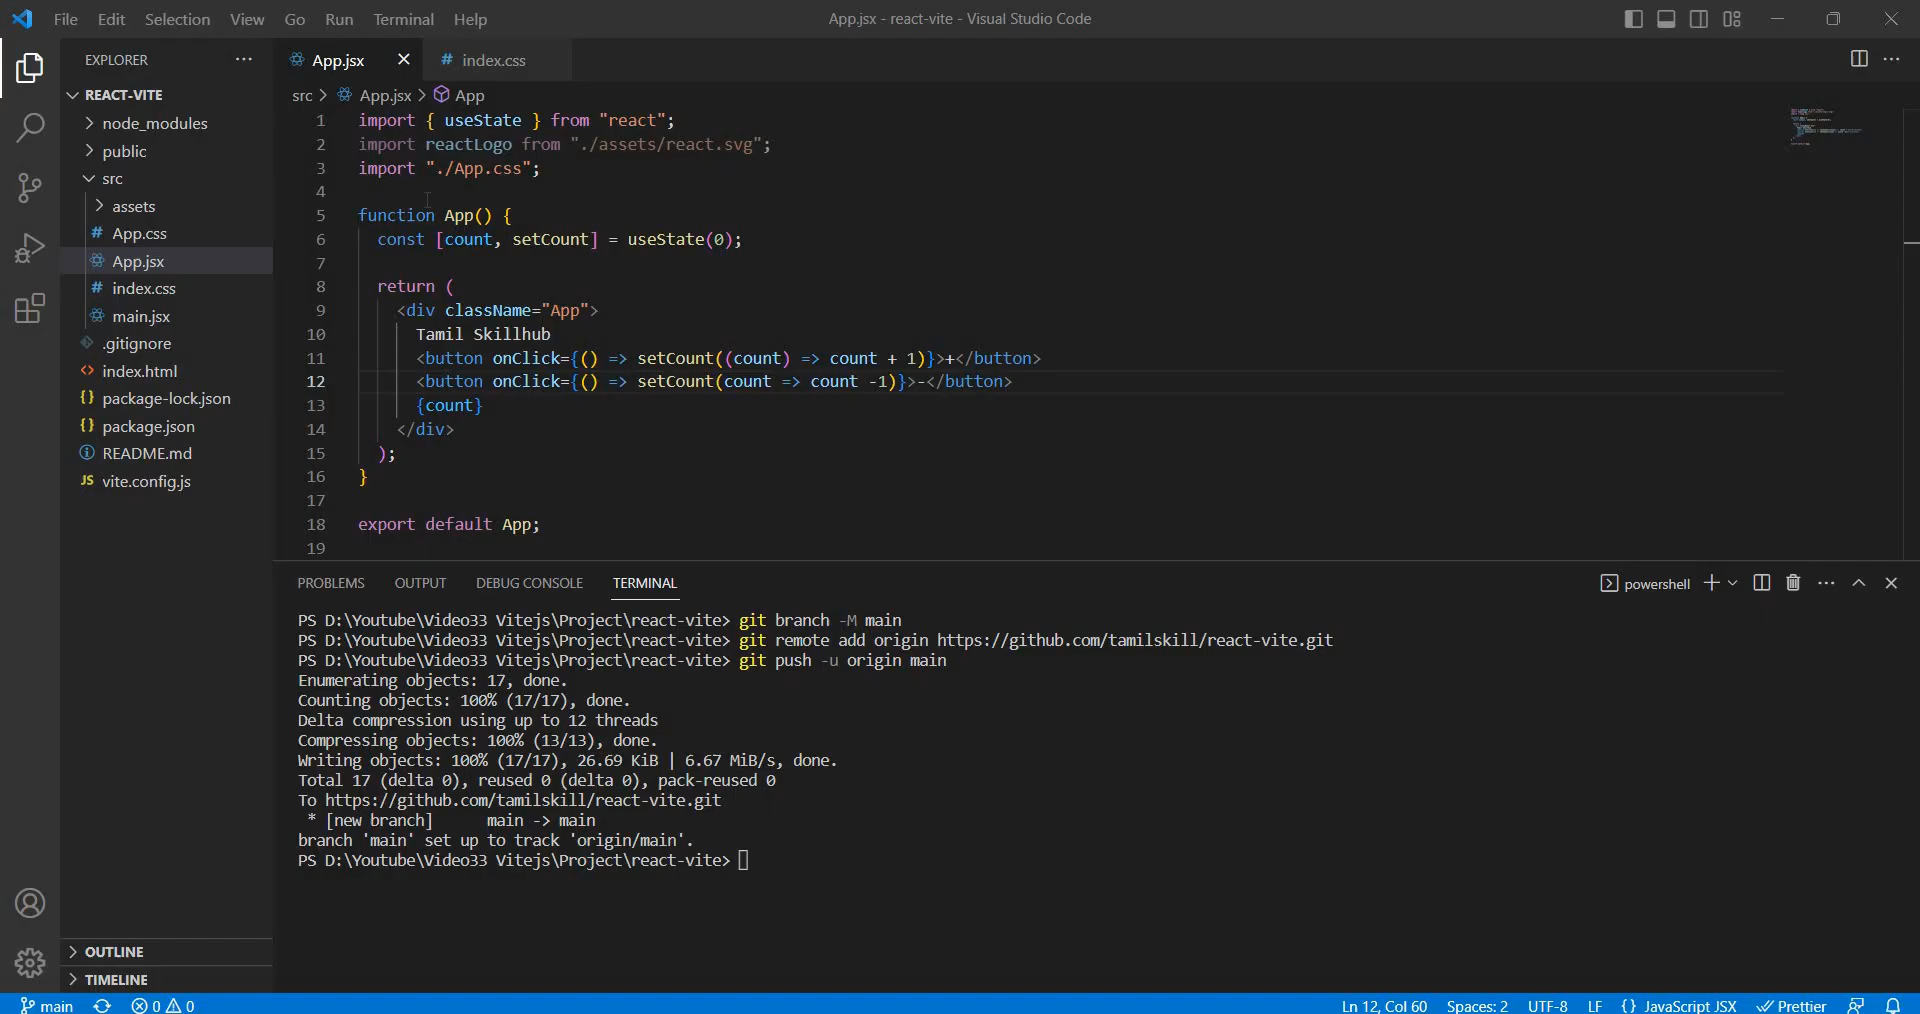 File Edit Selection View Go Run Terminal Help
App.jsx - react-vite - Visual Studio Code
EXPLORER
REACT-VITE
node_modules
public
src
assets
App.css
App.jsx
index.css
main.jsx
.gitignore
index.html
package-lock.json
package.json
README.md
vite.config.js
OUTLINE
TIMELINE
App.jsx
index.css
src > App.jsx > App
1 import { useState } from "react";
2 import reactLogo from "./assets/react.svg";
3 import "./App.css";
4
5 function App() {
6 const [count, setCount] = useState(0);
7
8 return (
9 <div className="App">
10 Tamil Skillhub
11 <button onClick={() => setCount((count) => count + 1)}>+</button>
12 <button onClick={() => setCount(count => count -1)}>-</button>
13 {count}
14 </div>
15 );
16 }
17
18 export default App;
19
PROBLEMS OUTPUT DEBUG CONSOLE TERMINAL
powershell
PS D:\Youtube\Video33 Vitejs\Project\react-vite> git branch -M main
PS D:\Youtube\Video33 Vitejs\Project\react-vite> git remote add origin https://github.com/tamilskill/react-vite.git
PS D:\Youtube\Video33 Vitejs\Project\react-vite> git push -u origin main
Enumerating objects: 17, done.
Counting objects: 100% (17/17), done.
Delta compression using up to 12 threads
Compressing objects: 100% (13/13), done.
Writing objects: 100% (17/17), 26.69 KiB | 6.67 MiB/s, done.
Total 17 (delta 0), reused 0 (delta 0), pack-reused 0
To https://github.com/tamilskill/react-vite.git
* [new branch] main -> main
branch 'main' set up to track 'origin/main'.
PS D:\Youtube\Video33 Vitejs\Project\react-vite>
main 0 0
Ln 12, Col 60 Spaces: 2 UTF-8 LF {} JavaScript JSX Prettier